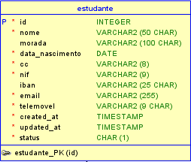 estudante
P * id INTEGER
* nome VARCHAR2 (50 CHAR)
morada VARCHAR2 (100 CHAR)
* data_nascimento DATE
* cc VARCHAR2 (8)
* nif VARCHAR2 (9)
iban VARCHAR2 (25 CHAR)
* email VARCHAR2 (255)
* telemovel VARCHAR2 (9 CHAR)
* created_at TIMESTAMP
* updated_at TIMESTAMP
* status CHAR (1)
estudante_PK (id)